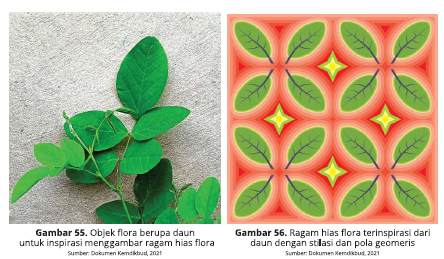 Gambar 55. Objek flora berupa daun
untuk inspirasi menggambar ragam hias flora
Sumber: Dokumen Kemdikbud, 2021
Gambar 56. Ragam hias flora terinspirasi dari
daun dengan stilasi dan pola geomeris
Sumber: Dokumen Kemdikbud, 2021